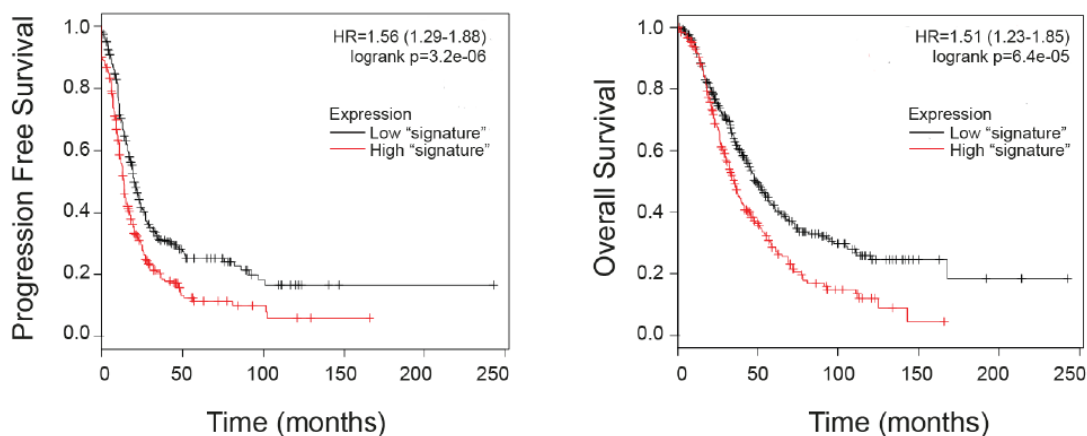 Progression Free Survival
1.0
0.8
0.6
0.4
0.2
0.0
HR=1.56 (1.29-1.88)
logrank p=3.2e-06
Expression
Low “signature”
High “signature”
0 50 100 150 200 250
Time (months)
Overall Survival
1.0
0.8
0.6
0.4
0.2
0.0
HR=1.51 (1.23-1.85)
logrank p=6.4e-05
Expression
Low “signature”
High “signature”
0 50 100 150 200 250
Time (months)